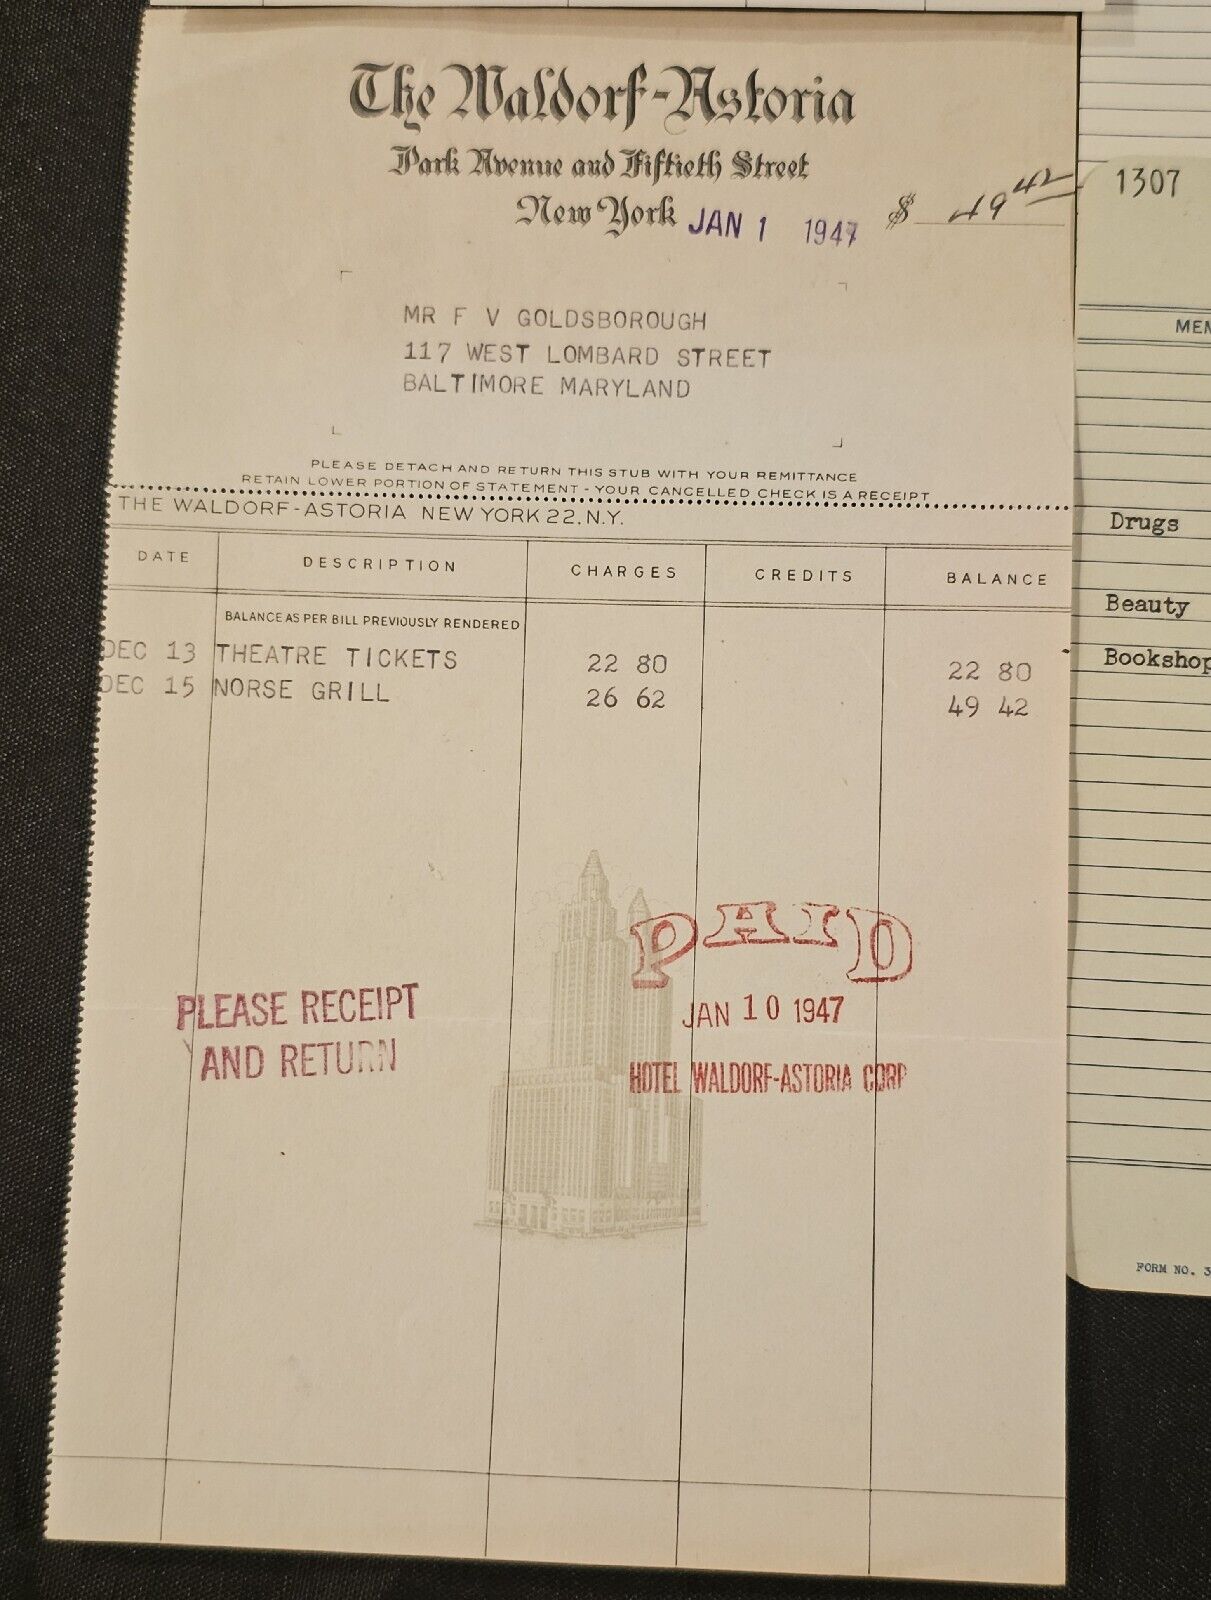 The Waldorf-Astoria
Park Avenue and Fiftieth Street
New York JAN 1 1947 $ 49 42
MR F V GOLDSBOROUGH
117 WEST LOMBARD STREET
BALTIMORE MARYLAND
PLEASE DETACH AND RETURN THIS STUB WITH YOUR REMITTANCE
RETAIN LOWER PORTION OF STATEMENT - YOUR CANCELLED CHECK IS A RECEIPT
THE WALDORF-ASTORIA NEW YORK 22, N.Y.
DATE DESCRIPTION CHARGES CREDITS BALANCE
BALANCE AS PER BILL PREVIOUSLY RENDERED
DEC 13 THEATRE TICKETS 22 80 22 80
DEC 15 NORSE GRILL 26 62 49 42
PAID
JAN 10 1947
HOTEL WALDORF-ASTORIA CORP
PLEASE RECEIPT
AND RETURN
1307
Drugs
Beauty
Bookshop
FORM NO. 3